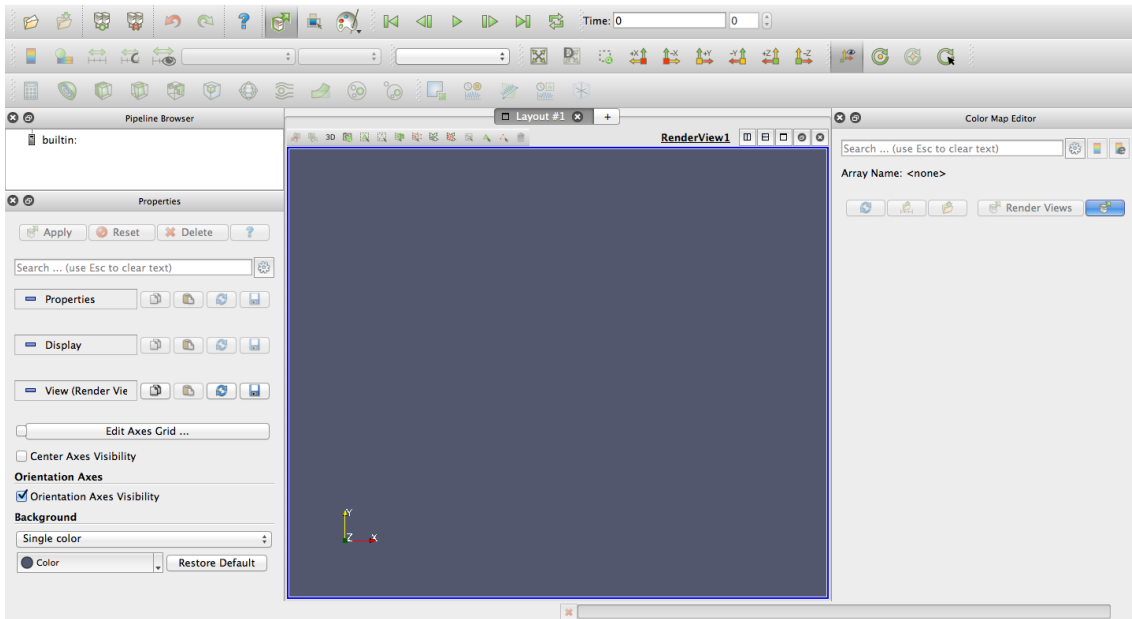 Time: 0 0
+X -X +Y -Y +Z -Z
Pipeline Browser
builtin:
Properties
Apply Reset Delete ?
Search ... (use Esc to clear text)
Properties
Display
View (Render Vie
Edit Axes Grid ...
Center Axes Visibility
Orientation Axes
Orientation Axes Visibility
Background
Single color
Color Restore Default
Layout #1 +
3D RenderView1
Y
Z X
Color Map Editor
Search ... (use Esc to clear text)
Array Name: <none>
Render Views